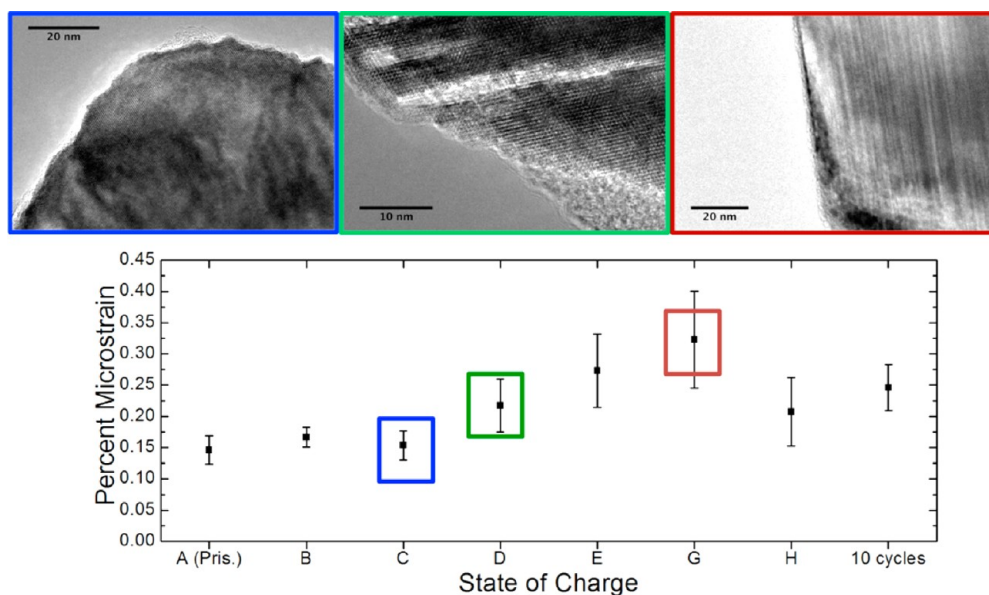 20 nm
10 nm
20 nm
0.45
0.40
0.35
0.30
0.25
0.20
0.15
0.10
0.05
0.00
Percent Microstrain
A (Pris.) B C D E G H 10 cycles
State of Charge